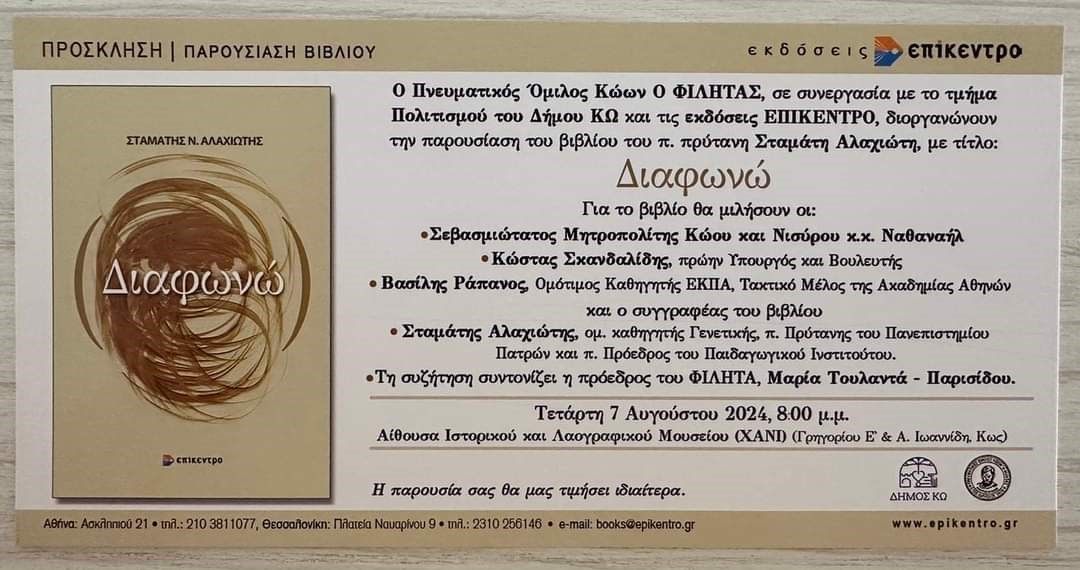 ΠΡΟΣΚΛΗΣΗ | ΠΑΡΟΥΣΙΑΣΗ ΒΙΒΛΙΟΥ
εκδόσεις επίκεντρο
ΣΤΑΜΑΤΗΣ Ν. ΑΛΑΧΙΩΤΗΣ
(Διαφωνώ)
επίκεντρο
Ο Πνευματικός Όμιλος Κώων Ο ΦΙΛΗΤΑΣ, σε συνεργασία με το τμήμα
Πολιτισμού του Δήμου ΚΩ και τις εκδόσεις ΕΠΙΚΕΝΤΡΟ, διοργανώνουν
την παρουσίαση του βιβλίου του π. πρύτανη Σταμάτη Αλαχιώτη, με τίτλο:
Διαφωνώ
Για το βιβλίο θα μιλήσουν οι:
•Σεβασμιώτατος Μητροπολίτης Κώου και Νισύρου κ.κ. Ναθαναήλ
•Κώστας Σκανδαλίδης, πρώην Υπουργός και Βουλευτής
• Βασίλης Ράπανος, Ομότιμος Καθηγητής ΕΚΠΑ, Τακτικό Μέλος της Ακαδημίας Αθηνών
και ο συγγραφέας του βιβλίου
• Σταμάτης Αλαχιώτης, ομ. καθηγητής Γενετικής, π. Πρύτανης του Πανεπιστημίου
Πατρών και π. Πρόεδρος του Παιδαγωγικού Ινστιτούτου.
•Τη συζήτηση συντονίζει η πρόεδρος του ΦΙΛΗΤΑ, Μαρία Τουλαντά - Παρισίδου.
Τετάρτη 7 Αυγούστου 2024, 8:00 μ.μ.
Αίθουσα Ιστορικού και Λαογραφικού Μουσείου (ΧΑΝΙ) (Γρηγορίου Ε' & Α. Ιωαννίδη, Κως)
Η παρουσία σας θα μας τιμήσει ιδιαίτερα.
ΔΗΜΟΣ ΚΩ
Αθήνα: Ασκληπιού 21 • τηλ.: 210 3811077, Θεσσαλονίκη: Πλατεία Ναυαρίνου 9 • τηλ.: 2310 256146 • e-mail: books@epikentro.gr
www.epikentro.gr